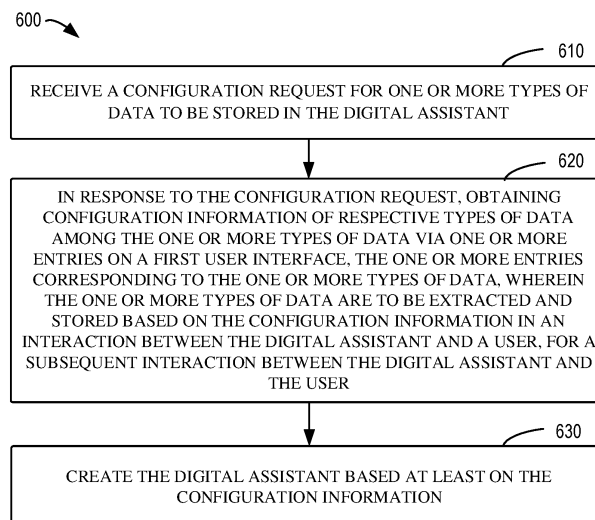 600
610
RECEIVE A CONFIGURATION REQUEST FOR ONE OR MORE TYPES OF
DATA TO BE STORED IN THE DIGITAL ASSISTANT
620
IN RESPONSE TO THE CONFIGURATION REQUEST, OBTAINING
CONFIGURATION INFORMATION OF RESPECTIVE TYPES OF DATA
AMONG THE ONE OR MORE TYPES OF DATA VIA ONE OR MORE
ENTRIES ON A FIRST USER INTERFACE, THE ONE OR MORE ENTRIES
CORRESPONDING TO THE ONE OR MORE TYPES OF DATA, WHEREIN
THE ONE OR MORE TYPES OF DATA ARE TO BE EXTRACTED AND
STORED BASED ON THE CONFIGURATION INFORMATION IN AN
INTERACTION BETWEEN THE DIGITAL ASSISTANT AND A USER, FOR A
SUBSEQUENT INTERACTION BETWEEN THE DIGITAL ASSISTANT AND
THE USER
630
CREATE THE DIGITAL ASSISTANT BASED AT LEAST ON THE
CONFIGURATION INFORMATION